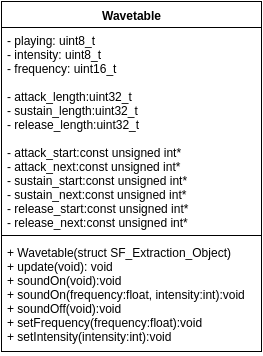 Wavetable
- playing: uint8_t
- intensity: uint8_t
- frequency: uint16_t
- attack_length:uint32_t
- sustain_length:uint32_t
- release_length:uint32_t
- attack_start:const unsigned int*
- attack_next:const unsigned int*
- sustain_start:const unsigned int*
- sustain_next:const unsigned int*
- release_start:const unsigned int*
- release_next:const unsigned int*
+ Wavetable(struct SF_Extraction_Object)
+ update(void): void
+ soundOn(void):void
+ soundOn(frequency:float, intensity:int):void
+ soundOff(void):void
+ setFrequency(frequency:float):void
+ setIntensity(intensity:int):void